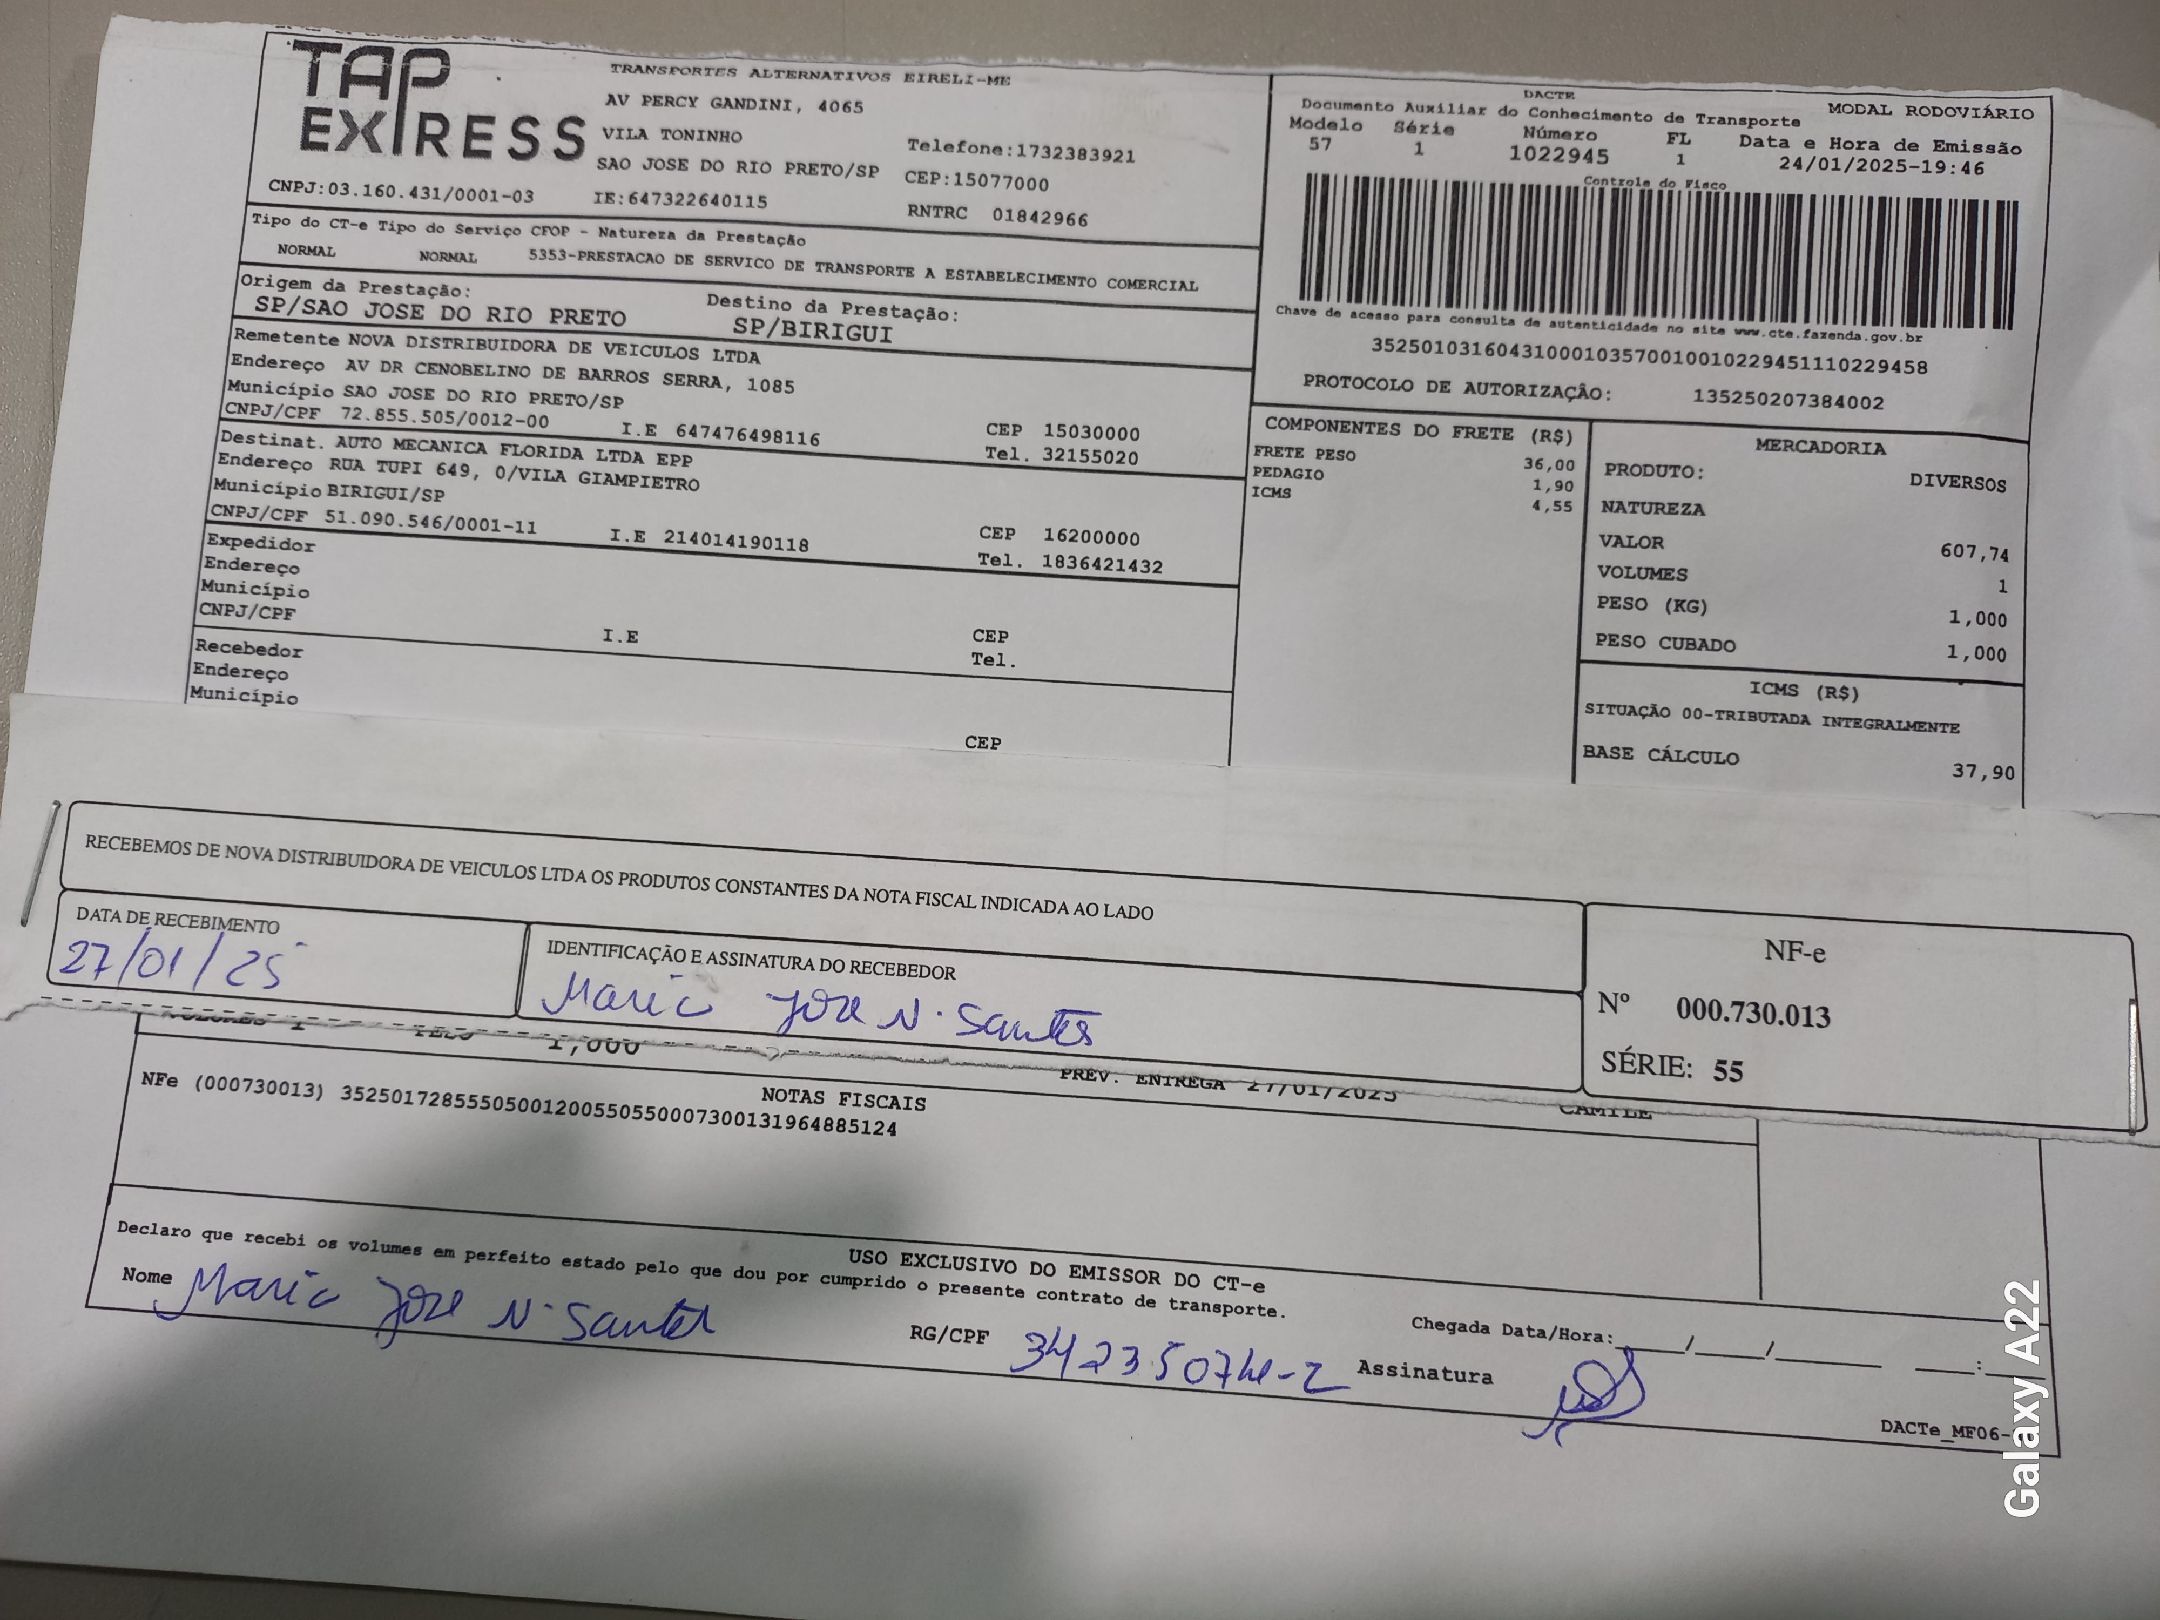 TAP EXPRESS
TRANSPORTES ALTERNATIVOS EIRELI-ME
AV PERCY GANDINI, 4065
VILA TONINHO
Telefone:1732383921
SAO JOSE DO RIO PRETO/SP
CEP:15077000
CNPJ:03.160.431/0001-03
IE:647322640115
RNTRC 01842966
DACTE
MODAL RODOVIÁRIO
Documento Auxiliar do Conhecimento de Transporte
Modelo Série Número FL Data e Hora de Emissão
57 1 1022945 1 24/01/2025-19:46
Controle do Fisco
Chave de acesso para consulta de autenticidade no site www.cte.fazenda.gov.br
35250103160431000103570010010229451110229458
PROTOCOLO DE AUTORIZAÇÂO: 135250207384002
Tipo do CT-e Tipo do Serviço CFOP - Natureza da Prestação
NORMAL NORMAL 5353-PRESTACAO DE SERVICO DE TRANSPORTE A ESTABELECIMENTO COMERCIAL
Origem da Prestação: Destino da Prestação:
SP/SAO JOSE DO RIO PRETO SP/BIRIGUI
Remetente NOVA DISTRIBUIDORA DE VEICULOS LTDA
Endereço AV DR CENOBELINO DE BARROS SERRA, 1085
Município SAO JOSE DO RIO PRETO/SP CEP 15030000
CNPJ/CPF 72.855.505/0012-00 I.E 647476498116 Tel. 32155020
Destinat. AUTO MECANICA FLORIDA LTDA EPP
Endereço RUA TUPI 649, 0/VILA GIAMPIETRO
Município BIRIGUI/SP CEP 16200000
CNPJ/CPF 51.090.546/0001-11 I.E 214014190118 Tel. 1836421432
Expedidor
Endereço
Município CEP
CNPJ/CPF I.E Tel.
Recebedor
Endereço
Município CEP
COMPONENTES DO FRETE (R$)
FRETE PESO 36,00
PEDAGIO 1,90
ICMS 4,55
MERCADORIA
PRODUTO: DIVERSOS
NATUREZA
VALOR 607,74
VOLUMES 1
PESO (KG) 1,000
PESO CUBADO 1,000
ICMS (R$)
SITUAÇÃO 00-TRIBUTADA INTEGRALMENTE
BASE CÁLCULO 37,90
RECEBEMOS DE NOVA DISTRIBUIDORA DE VEICULOS LTDA OS PRODUTOS CONSTANTES DA NOTA FISCAL INDICADA AO LADO
DATA DE RECEBIMENTO
27/01/25
IDENTIFICAÇÃO E ASSINATURA DO RECEBEDOR
Maria Jose N. Santos
NF-e
Nº 000.730.013
SÉRIE: 55
VOLUMES 1 PESO 1,000 PREV. ENTREGA 27/01/2025 CAMILE
NOTAS FISCAIS
NFe (000730013) 35250172855505001200550550007300131964885124
USO EXCLUSIVO DO EMISSOR DO CT-e
Declaro que recebi os volumes em perfeito estado pelo que dou por cumprido o presente contrato de transporte.
Nome Maria Jose N. Santos
RG/CPF
Assinatura
Chegada Data/Hora:____/____/______ ___:___
DACTe_MF06-
Galaxy A22